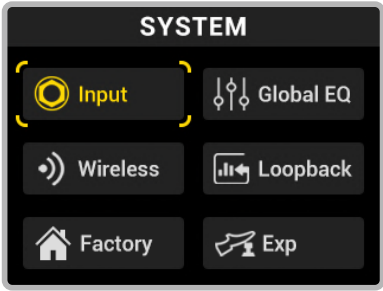 SYSTEM
Input
Global EQ
Wireless
Loopback
Factory
Exp